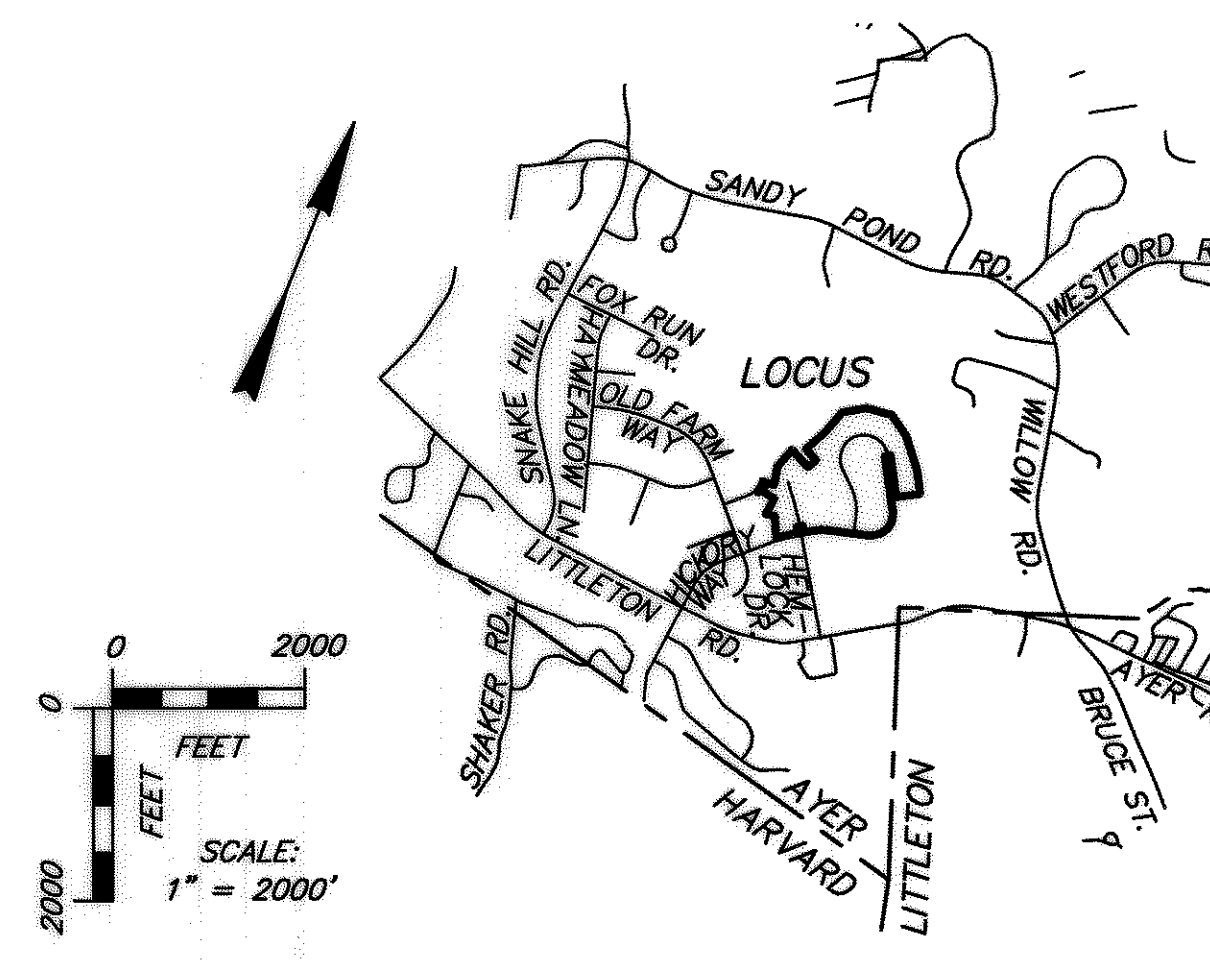 SANDY POND RD.
WESTFORD R
SNAKE HILL RD.
FOX RUN
DR.
HAYMEADOW LN.
LOCUS
OLD FARM
WAY
WILLOW RD.
HICKORY
WAY
HEM-
LOCK
DR.
LITTLETON RD.
SHAKER RD.
0 2000
FEET
0 2000
FEET
SCALE:
1" = 2000'
AYER
HARVARD
LITTLETON
AYER
BRUCE ST.